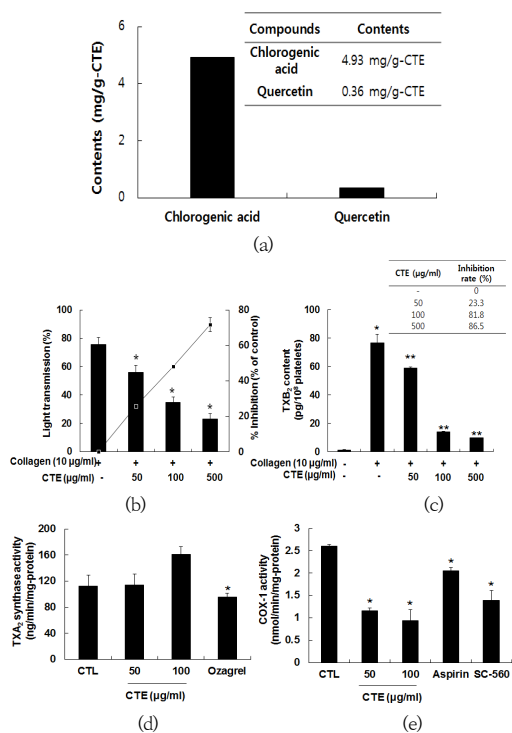 Compounds Contents
Chlorogenic acid 4.93 mg/g-CTE
Quercetin 0.36 mg/g-CTE
Contents (mg/g-CTE)
6
4
2
0
Chlorogenic acid Quercetin
(a)
Light transmission(%)
100
80
60
40
20
0
* * *
80
60
40
20
0
% Inhibition (% of control)
Collagen (10 μg/ml) + + + +
CTE (μg/ml) - 50 100 500
(b)
CTE (μg/ml) Inhibition rate (%)
- 0
50 23.3
100 81.8
500 86.5
TXB2 content (pg/10⁸ platelets)
100
80
60
40
20
0
* ** ** **
Collagen (10 μg/ml) - + + + +
CTE (μg/ml) - - 50 100 500
(c)
TXA2 synthase activity (ng/min/mg-protein)
200
160
120
80
40
0
*
CTL 50 100 Ozagrel
CTE (μg/ml)
(d)
COX-1 activity (nmol/min/mg-protein)
3
2.5
2
1.5
1
0.5
0
* * * *
CTL 50 100 Aspirin SC-560
CTE (μg/ml)
(e)